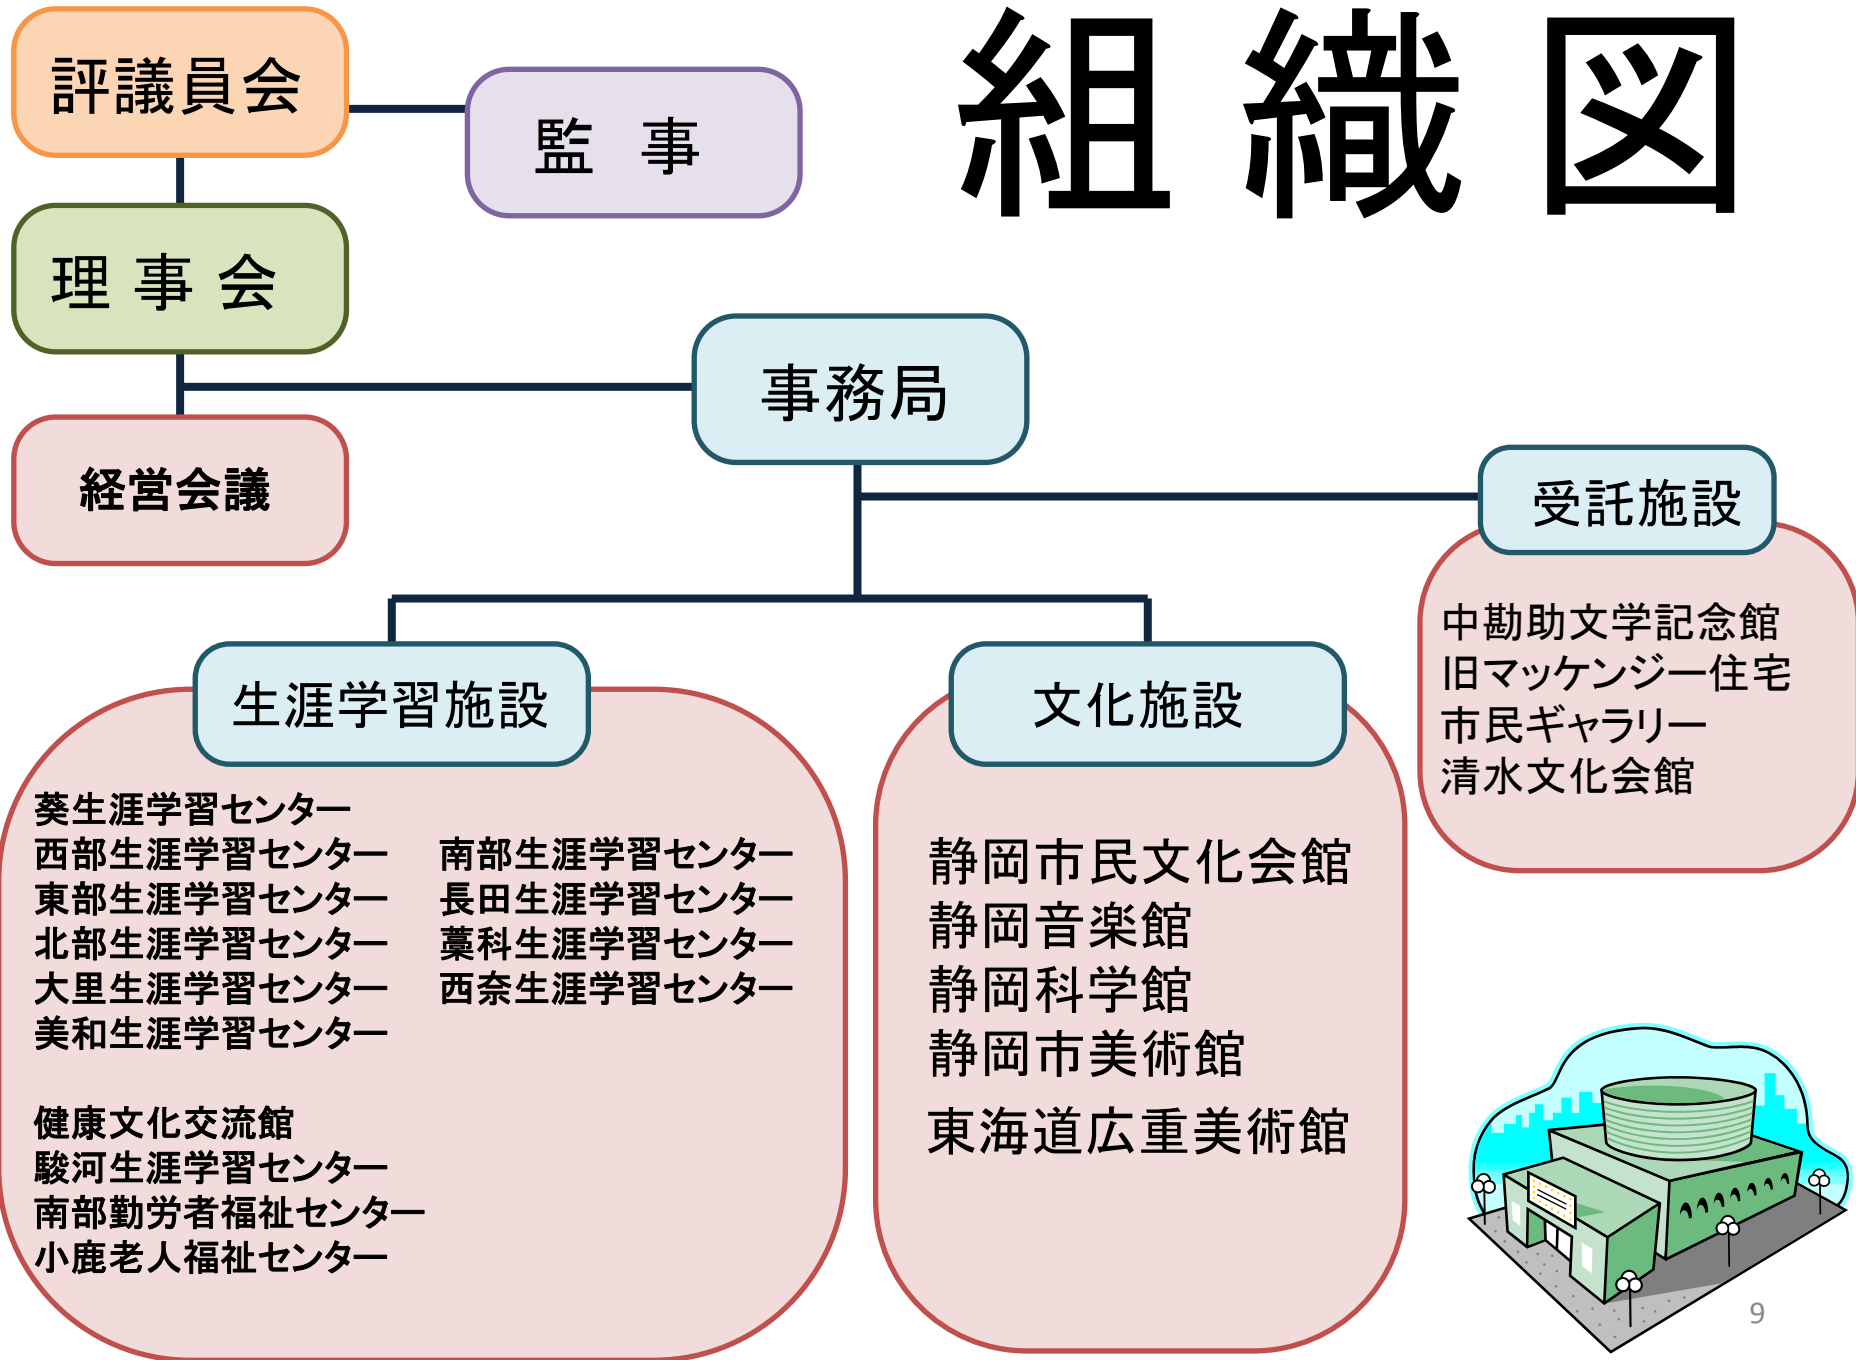 組織図
評議員会
監 事
理 事 会
事務局
経営会議
受託施設
中勘助文学記念館
旧マッケンジー住宅
市民ギャラリー
清水文化会館
生涯学習施設
葵生涯学習センター
西部生涯学習センター 南部生涯学習センター
東部生涯学習センター 長田生涯学習センター
北部生涯学習センター 藁科生涯学習センター
大里生涯学習センター 西奈生涯学習センター
美和生涯学習センター
健康文化交流館
駿河生涯学習センター
南部勤労者福祉センター
小鹿老人福祉センター
文化施設
静岡市民文化会館
静岡音楽館
静岡科学館
静岡市美術館
東海道広重美術館
9